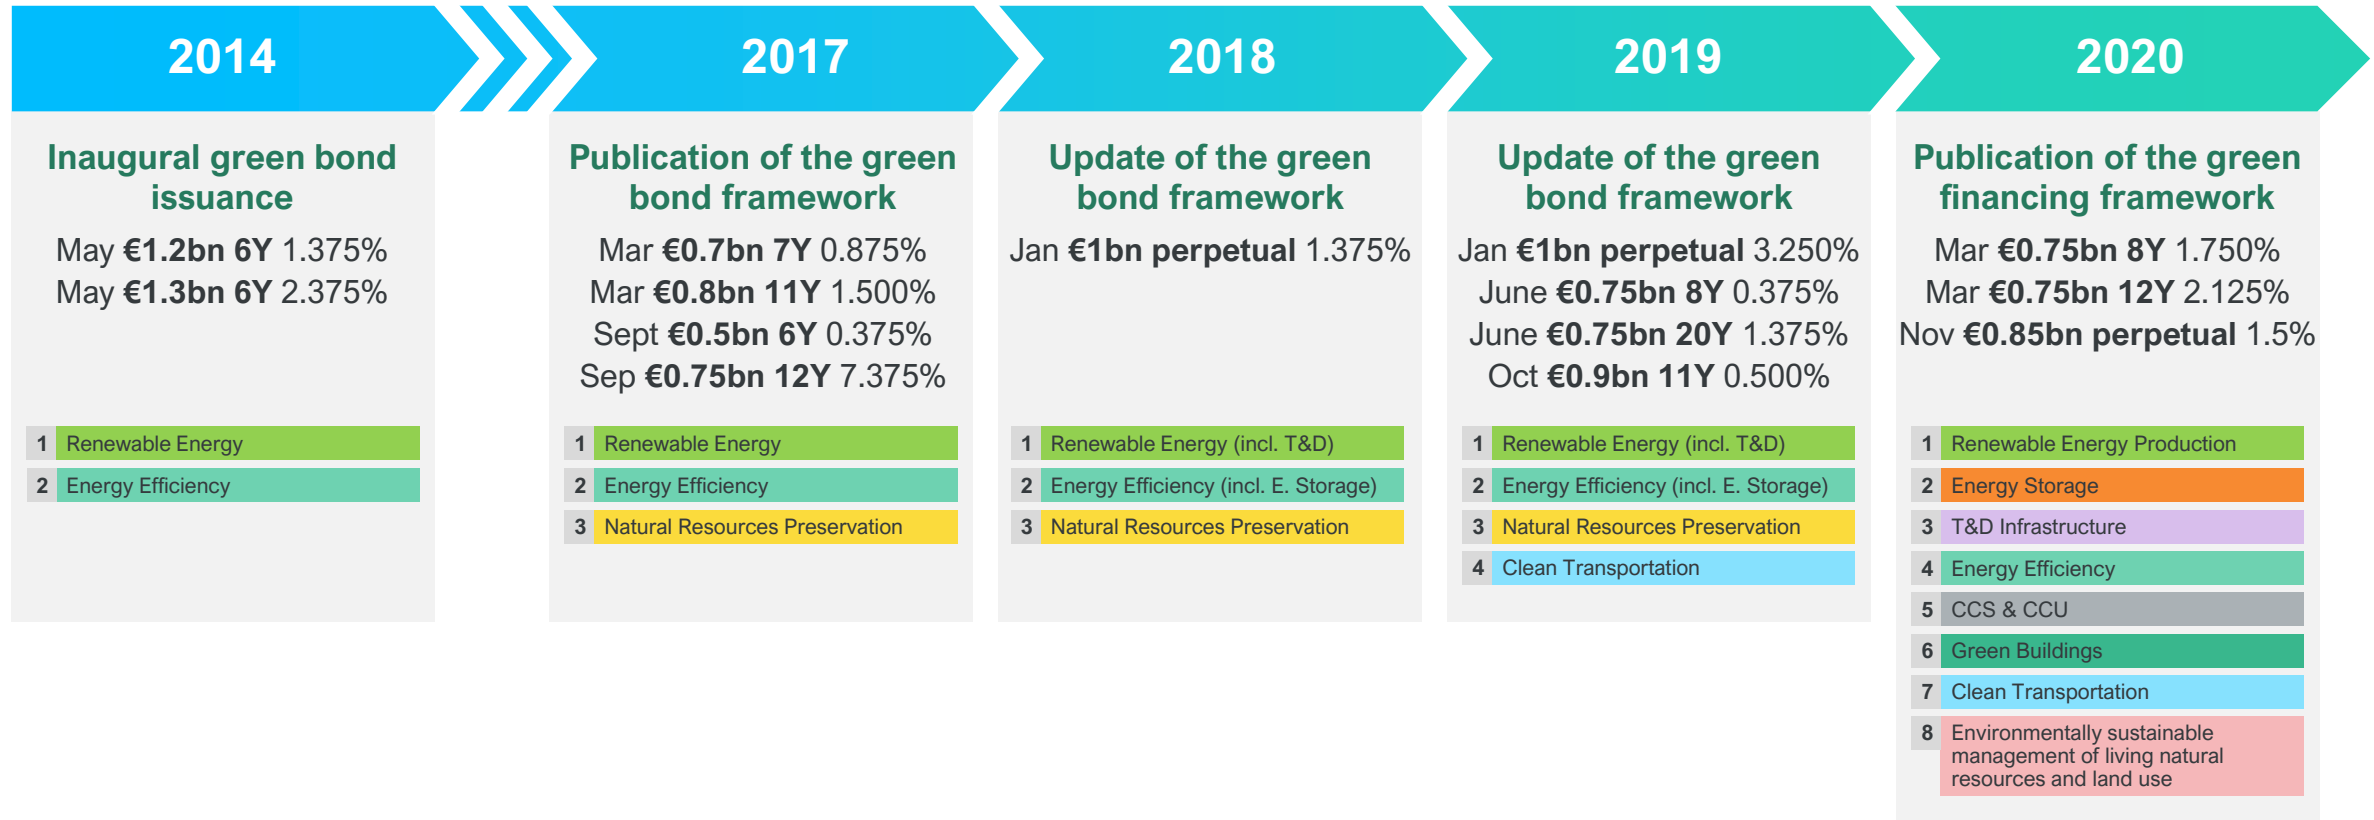 2014
2017
2018
2019
2020
Inaugural green bond
issuance
May €1.2bn 6Y 1.375%
May €1.3bn 6Y 2.375%
1 Renewable Energy
2 Energy Efficiency
Publication of the green
bond framework
Mar €0.7bn 7Y 0.875%
Mar €0.8bn 11Y 1.500%
Sept €0.5bn 6Y 0.375%
Sep €0.75bn 12Y 7.375%
1 Renewable Energy
2 Energy Efficiency
3 Natural Resources Preservation
Update of the green
bond framework
Jan €1bn perpetual 1.375%
1 Renewable Energy (incl. T&D)
2 Energy Efficiency (incl. E. Storage)
3 Natural Resources Preservation
Update of the green
bond framework
Jan €1bn perpetual 3.250%
June €0.75bn 8Y 0.375%
June €0.75bn 20Y 1.375%
Oct €0.9bn 11Y 0.500%
1 Renewable Energy (incl. T&D)
2 Energy Efficiency (incl. E. Storage)
3 Natural Resources Preservation
4 Clean Transportation
Publication of the green
financing framework
Mar €0.75bn 8Y 1.750%
Mar €0.75bn 12Y 2.125%
Nov €0.85bn perpetual 1.5%
1 Renewable Energy Production
2 Energy Storage
3 T&D Infrastructure
4 Energy Efficiency
5 CCS & CCU
6 Green Buildings
7 Clean Transportation
8 Environmentally sustainable
management of living natural
resources and land use